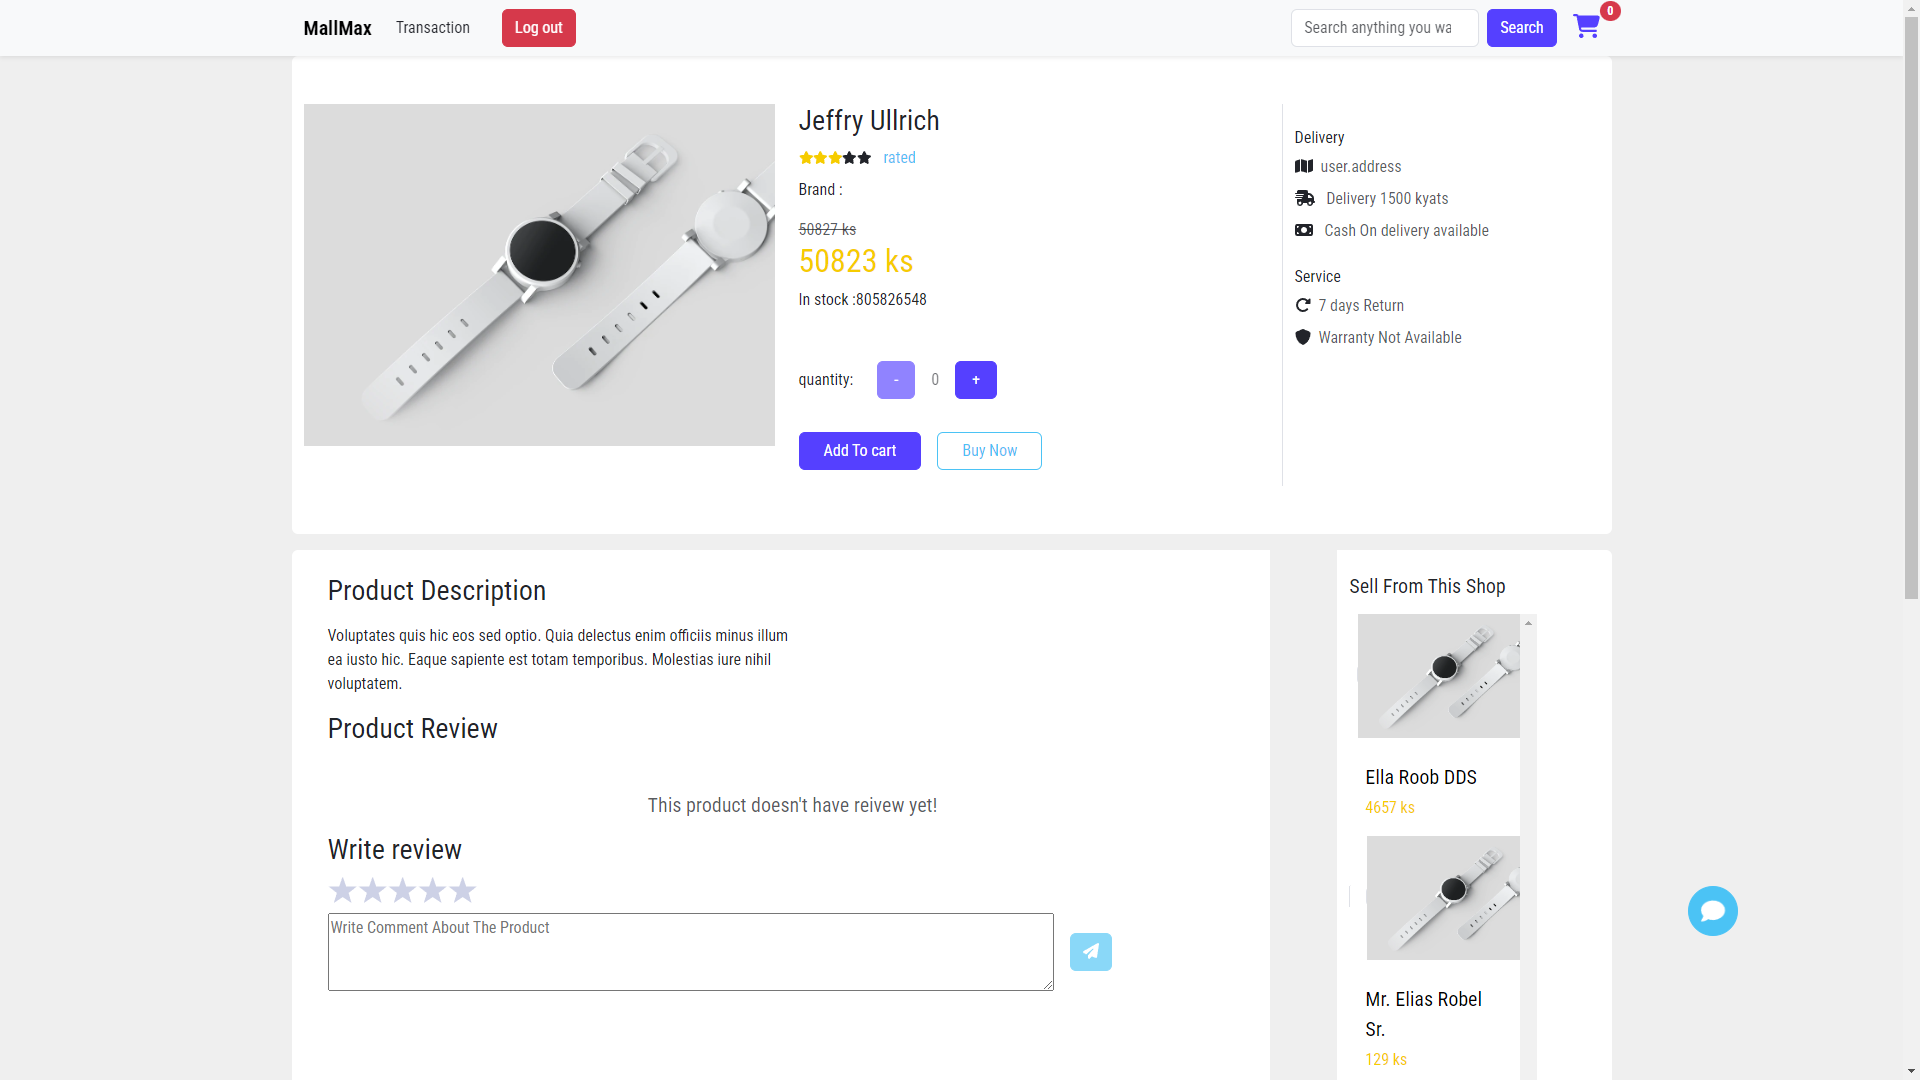 MallMax
Transaction
Log out
Search anything you wa
Search
0
Jeffry Ullrich
rated
Brand :
50827 ks
50823 ks
In stock :805826548
quantity:
-
0
+
Add To cart
Buy Now
Delivery
user.address
Delivery 1500 kyats
Cash On delivery available
Service
7 days Return
Warranty Not Available
Product Description
Voluptates quis hic eos sed optio. Quia delectus enim officiis minus illum
ea iusto hic. Eaque sapiente est totam temporibus. Molestias iure nihil
voluptatem.
Product Review
This product doesn't have reivew yet!
Write review
Write Comment About The Product
Sell From This Shop
Ella Roob DDS
4657 ks
Mr. Elias Robel
Sr.
129 ks